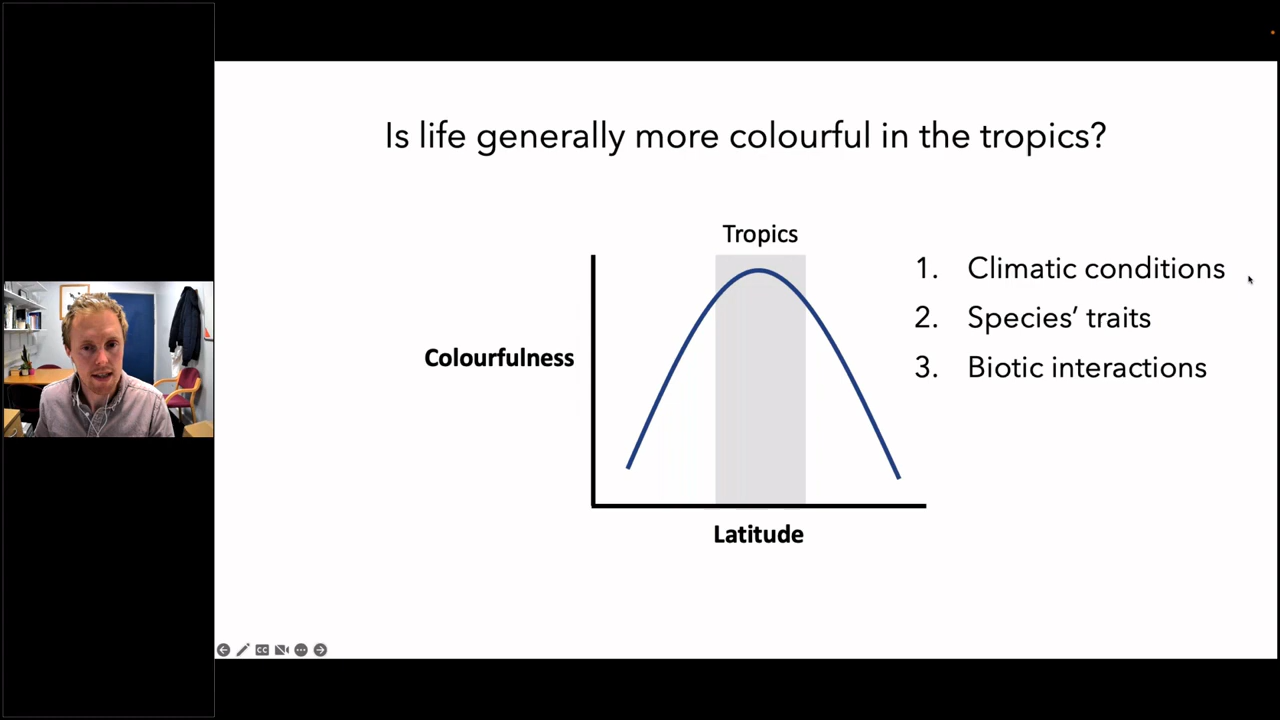 Is life generally more colourful in the tropics?
Tropics
1. Climatic conditions
2. Species’ traits
3. Biotic interactions
Colourfulness
Latitude
CC